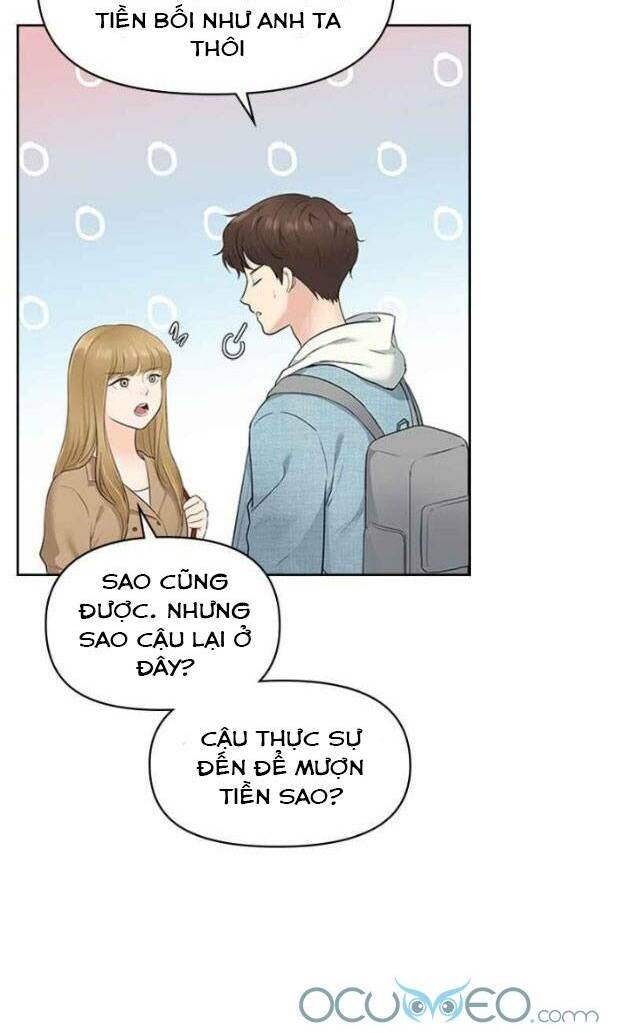 TIỀN BỐI NHƯ ANH TA
THÔI
SAO CŨNG
ĐƯỢC. NHƯNG
SAO CẬU LẠI Ở
ĐÂY?
CẬU THỰC SỰ
ĐẾN ĐỂ MƯỢN
TIỀN SAO?
OCUMEO.comm